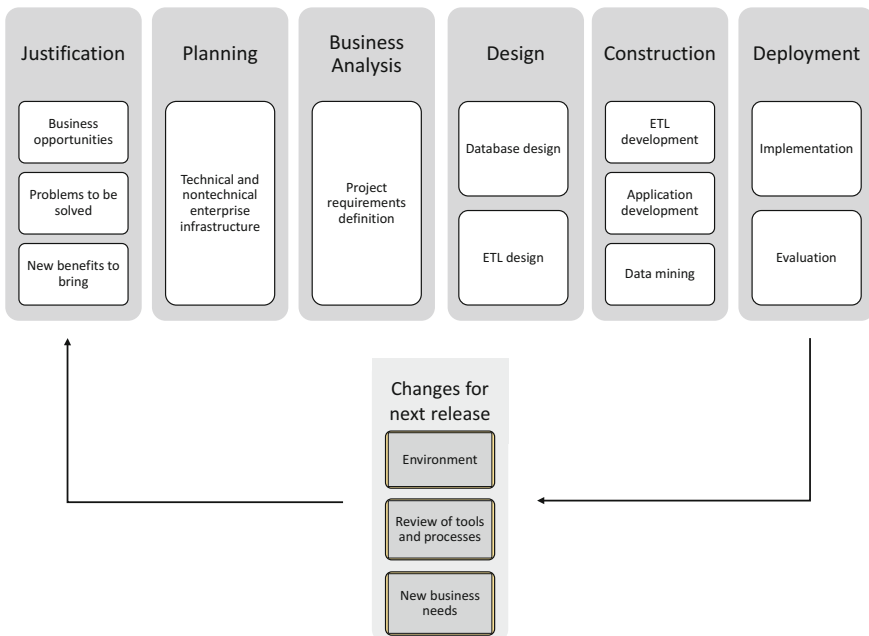 Justification
Business
opportunities
Problems to be
solved
New benefits to
bring
Planning
Technical and
nontechnical
enterprise
infrastructure
Business
Analysis
Project
requirements
definition
Design
Database design
ETL design
Construction
ETL
development
Application
development
Data mining
Deployment
Implementation
Evaluation
Changes for
next release
Environment
Review of tools
and processes
New business
needs